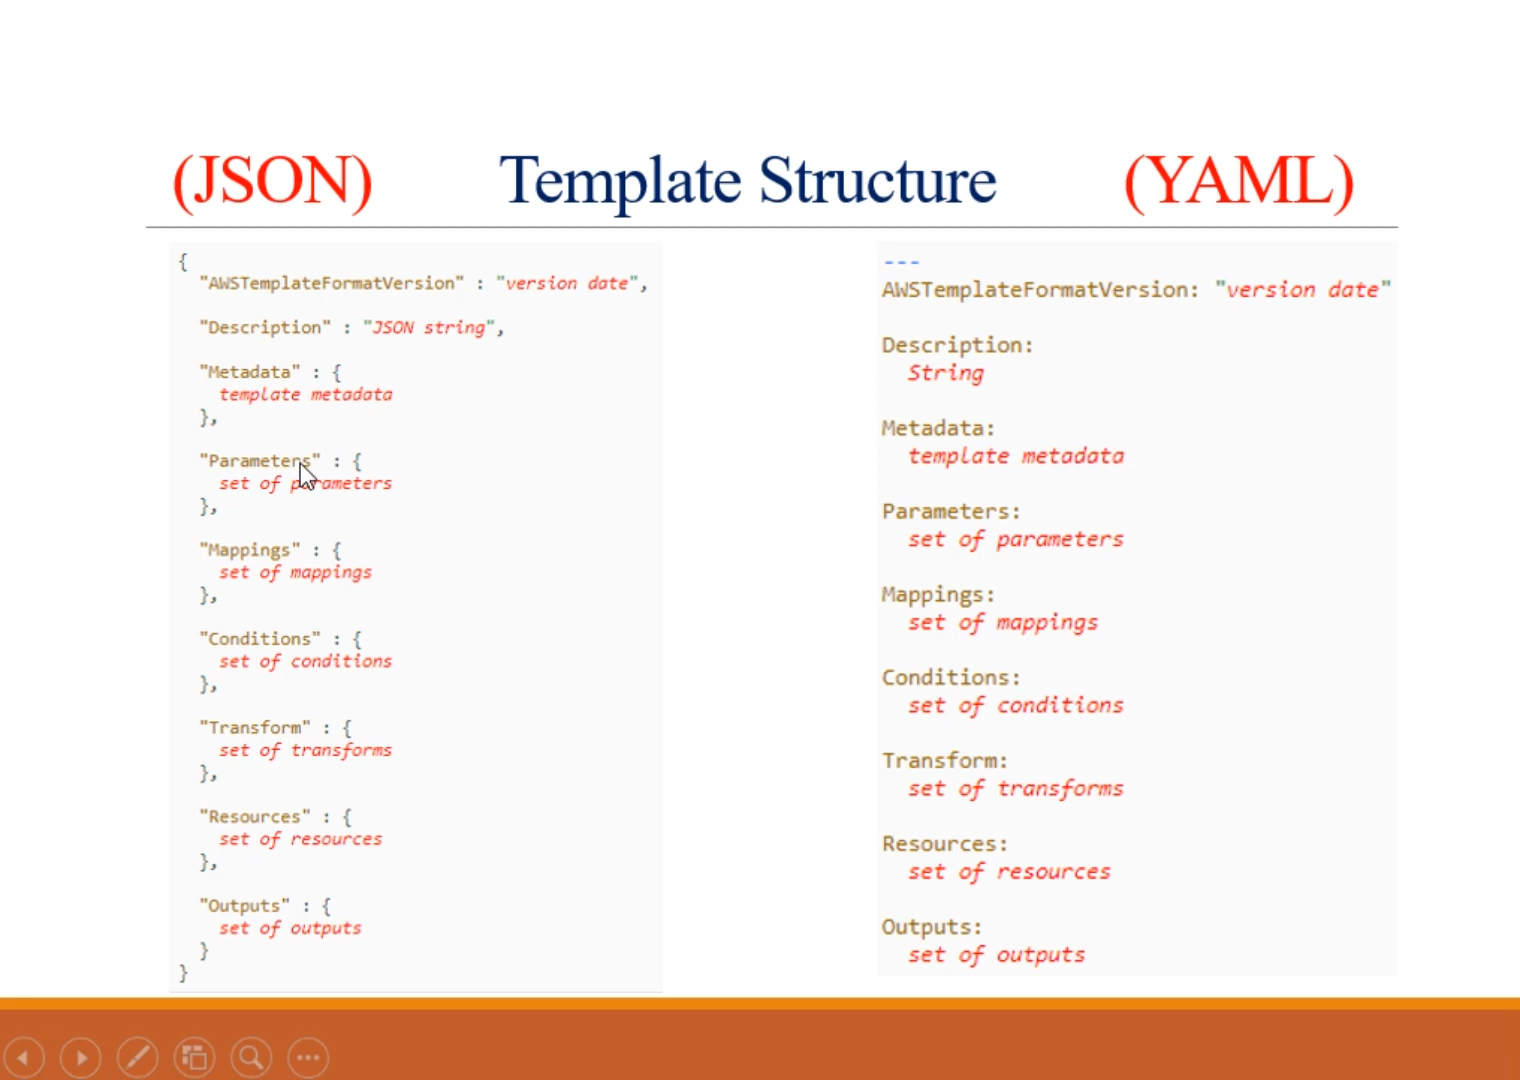 (JSON) Template Structure (YAML)
{
"AWSTemplateFormatVersion" : "version date",
"Description" : "JSON string",
"Metadata" : {
template metadata
},
"Parameters" : {
set of parameters
},
"Mappings" : {
set of mappings
},
"Conditions" : {
set of conditions
},
"Transform" : {
set of transforms
},
"Resources" : {
set of resources
},
"Outputs" : {
set of outputs
}
}
---
AWSTemplateFormatVersion: "version date"
Description:
String
Metadata:
template metadata
Parameters:
set of parameters
Mappings:
set of mappings
Conditions:
set of conditions
Transform:
set of transforms
Resources:
set of resources
Outputs:
set of outputs